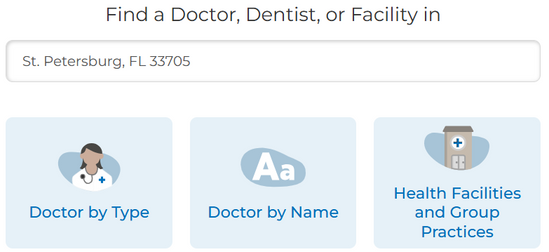 Find a Doctor, Dentist, or Facility in
St. Petersburg, FL 33705
Aa
Doctor by Type
Doctor by Name
Health Facilities
and Group
Practices